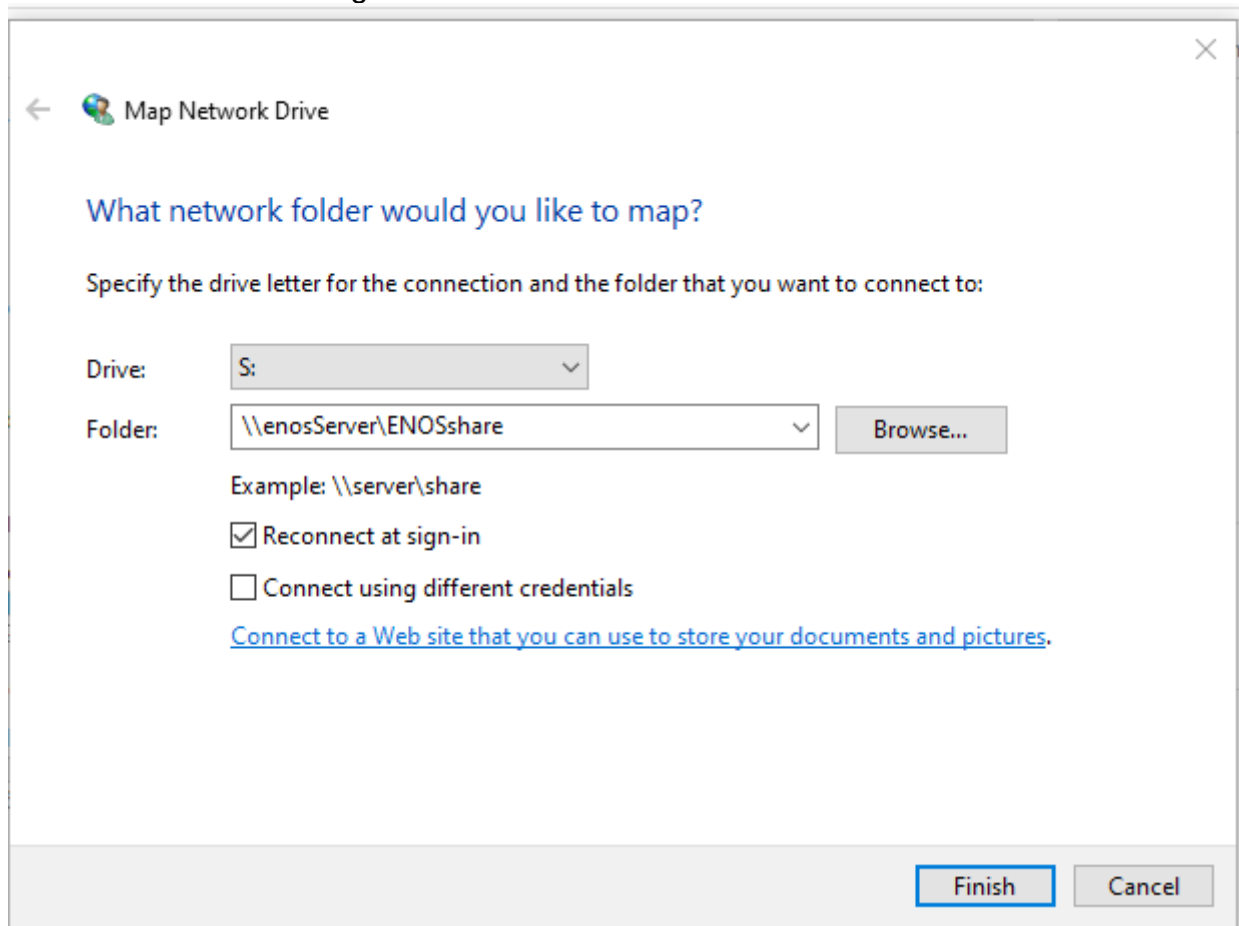 Map Network Drive
What network folder would you like to map?
Specify the drive letter for the connection and the folder that you want to connect to:
Drive: S:
Folder: \\enosServer\ENOSshare Browse...
Example: \\server\share
Reconnect at sign-in
Connect using different credentials
Connect to a Web site that you can use to store your documents and pictures.
Finish Cancel